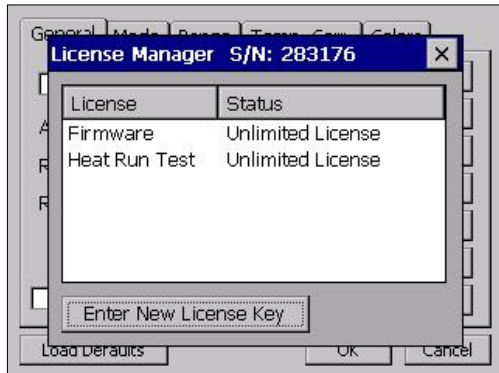 General
License Manager S/N: 283176
License Status
Firmware Unlimited License
Heat Run Test Unlimited License
Enter New License Key
Load Defaults OK Cancel